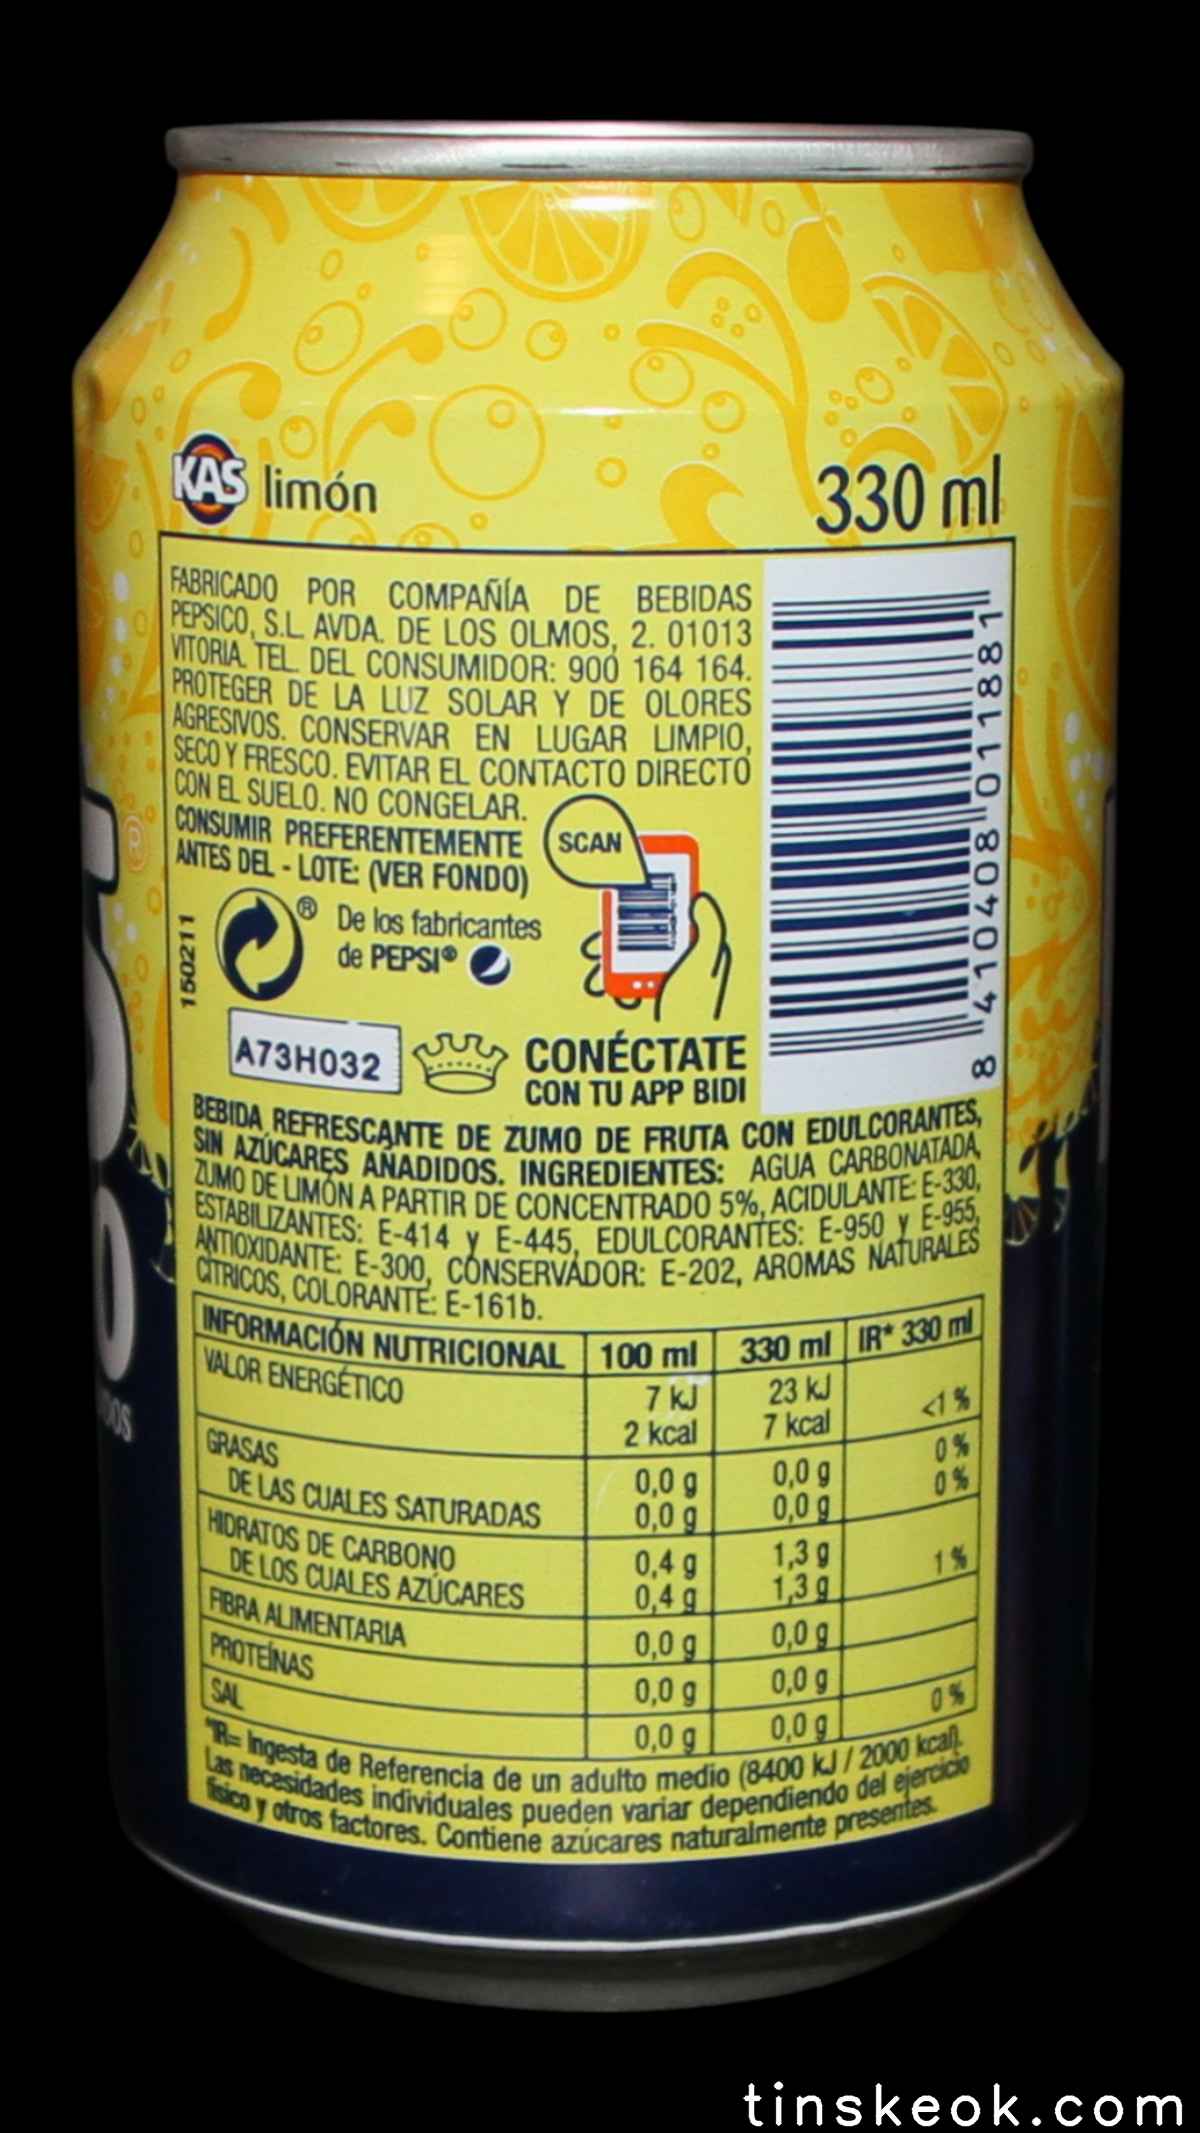 KAS limón
330 ml
FABRICADO POR COMPAÑÍA DE BEBIDAS
PEPSICO, S.L. AVDA. DE LOS OLMOS, 2. 01013
VITORIA. TEL. DEL CONSUMIDOR: 900 164 164.
PROTEGER DE LA LUZ SOLAR Y DE OLORES
AGRESIVOS. CONSERVAR EN LUGAR LIMPIO,
SECO Y FRESCO. EVITAR EL CONTACTO DIRECTO
CON EL SUELO. NO CONGELAR.
CONSUMIR PREFERENTEMENTE
ANTES DEL - LOTE: (VER FONDO)
SCAN
8 410408 011881
150211
® De los fabricantes
de PEPSI®
A73H032
CONÉCTATE
CON TU APP BIDI
BEBIDA REFRESCANTE DE ZUMO DE FRUTA CON EDULCORANTES,
SIN AZÚCARES AÑADIDOS. INGREDIENTES: AGUA CARBONATADA,
ZUMO DE LIMÓN A PARTIR DE CONCENTRADO 5%, ACIDULANTE: E-330,
ESTABILIZANTES: E-414 y E-445, EDULCORANTES: E-950 y E-955,
ANTIOXIDANTE: E-300, CONSERVADOR: E-202, AROMAS NATURALES
CÍTRICOS, COLORANTE: E-161b.
INFORMACIÓN NUTRICIONAL 100 ml 330 ml IR* 330 ml
VALOR ENERGÉTICO 7 kJ 23 kJ
2 kcal 7 kcal <1 %
GRASAS 0,0 g 0,0 g 0 %
DE LAS CUALES SATURADAS 0,0 g 0,0 g 0 %
HIDRATOS DE CARBONO 0,4 g 1,3 g
DE LOS CUALES AZÚCARES 0,4 g 1,3 g 1 %
FIBRA ALIMENTARIA 0,0 g 0,0 g
PROTEÍNAS 0,0 g 0,0 g
SAL 0,0 g 0,0 g 0 %
*IR= Ingesta de Referencia de un adulto medio (8400 kJ / 2000 kcal).
Las necesidades individuales pueden variar dependiendo del ejercicio
físico y otros factores. Contiene azúcares naturalmente presentes.
tinskeok.com